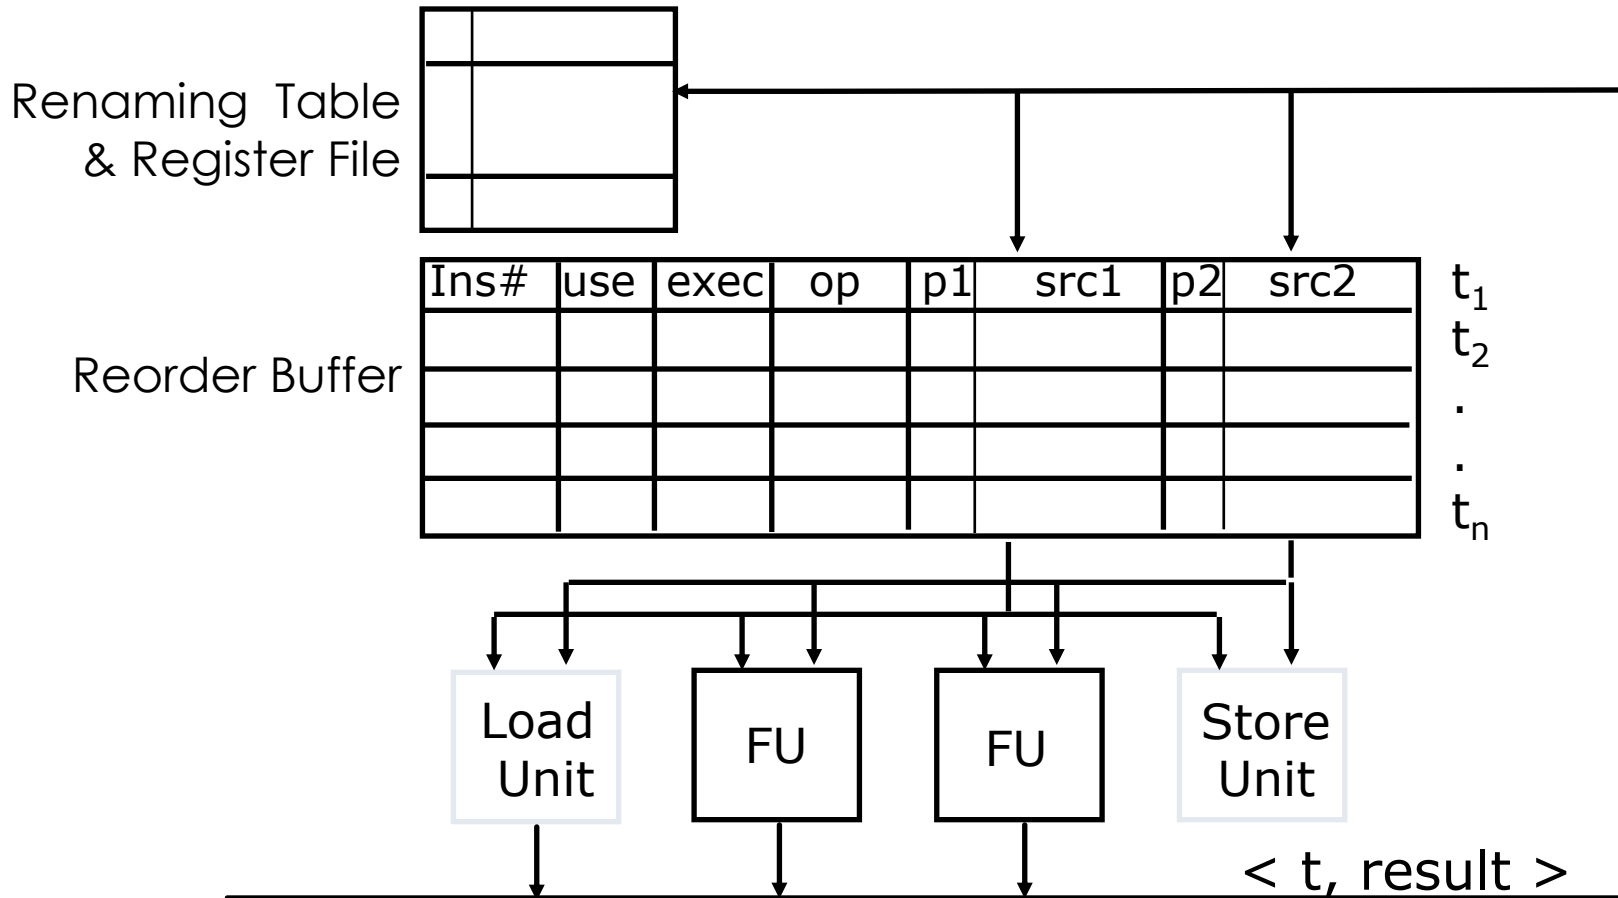 Renaming Table
& Register File
Ins# use exec op p1 src1 p2 src2
t₁
t₂
.
.
tₙ
Reorder Buffer
Load
Unit
FU
FU
Store
Unit
< t, result >